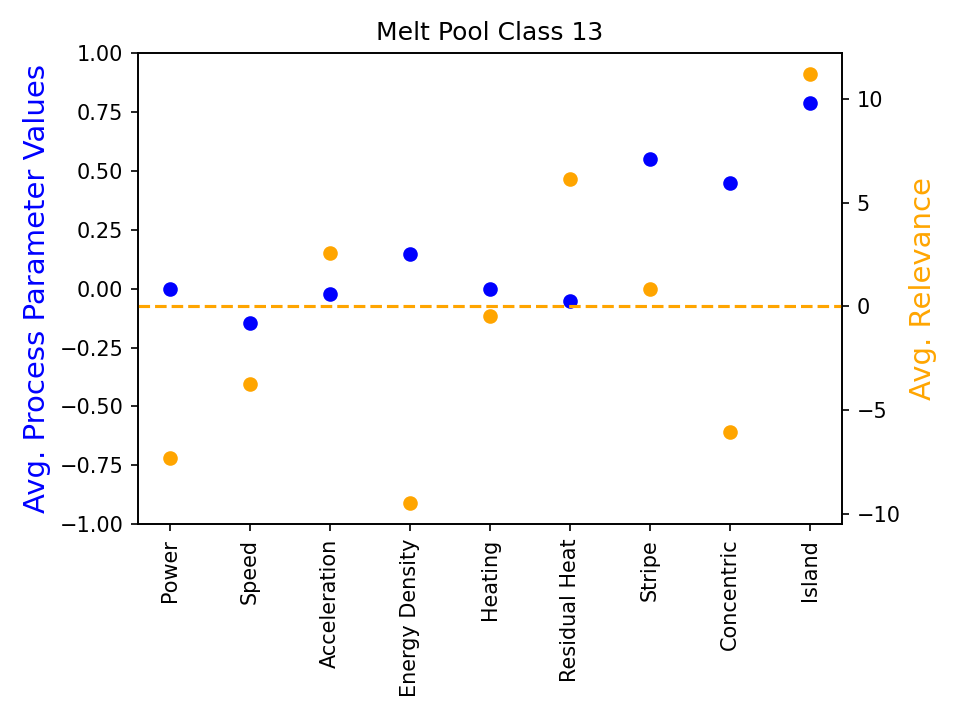 Melt Pool Class 13
Avg. Process Parameter Values
1.00
0.75
0.50
0.25
0.00
−0.25
−0.50
−0.75
−1.00
10
5
0
−5
−10
Avg. Relevance
Power
Speed
Acceleration
Energy Density
Heating
Residual Heat
Stripe
Concentric
Island